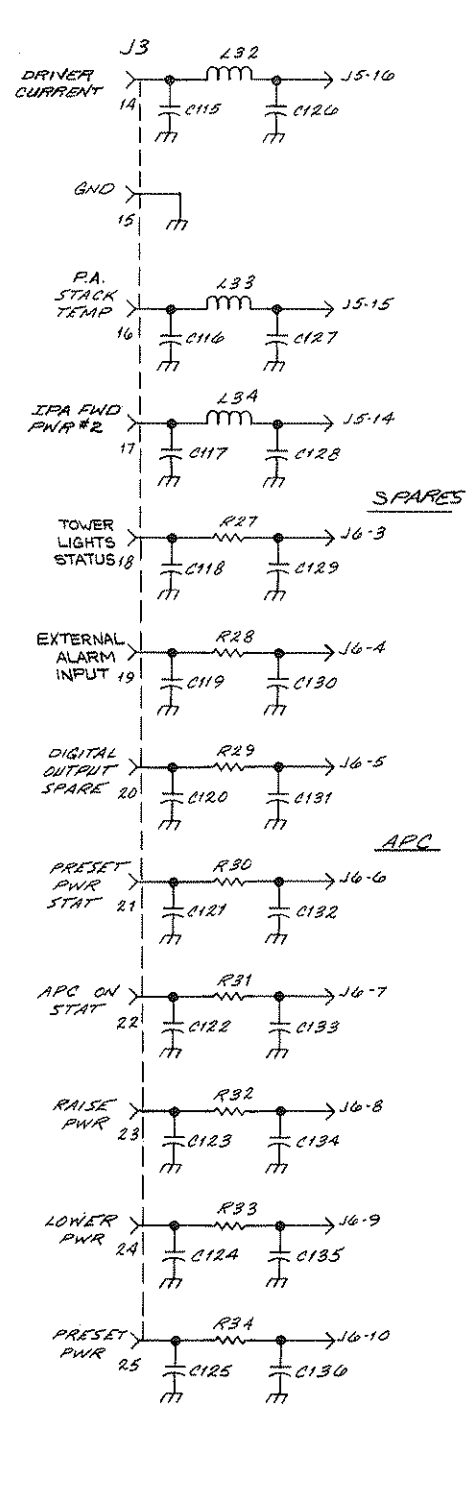 J3
L32
DRIVER
CURRENT
J5-16
14
C115
C126
GND
15
P.A.
STACK
TEMP
L33
J5-15
16
C116
C127
IPA FWD
PWR #2
L34
J5-14
17
C117
C128
SPARES
TOWER
LIGHTS
STATUS
R27
J6-3
18
C118
C129
EXTERNAL
ALARM
INPUT
R28
J6-4
19
C119
C130
DIGITAL
OUTPUT
SPARE
R29
J6-5
20
C120
C131
APC
PRESET
PWR
STAT
R30
J6-6
21
C121
C132
APC ON
STAT
R31
J6-7
22
C122
C133
RAISE
PWR
R32
J6-8
23
C123
C134
LOWER
PWR
R33
J6-9
24
C124
C135
PRESET
PWR
R34
J6-10
25
C125
C136